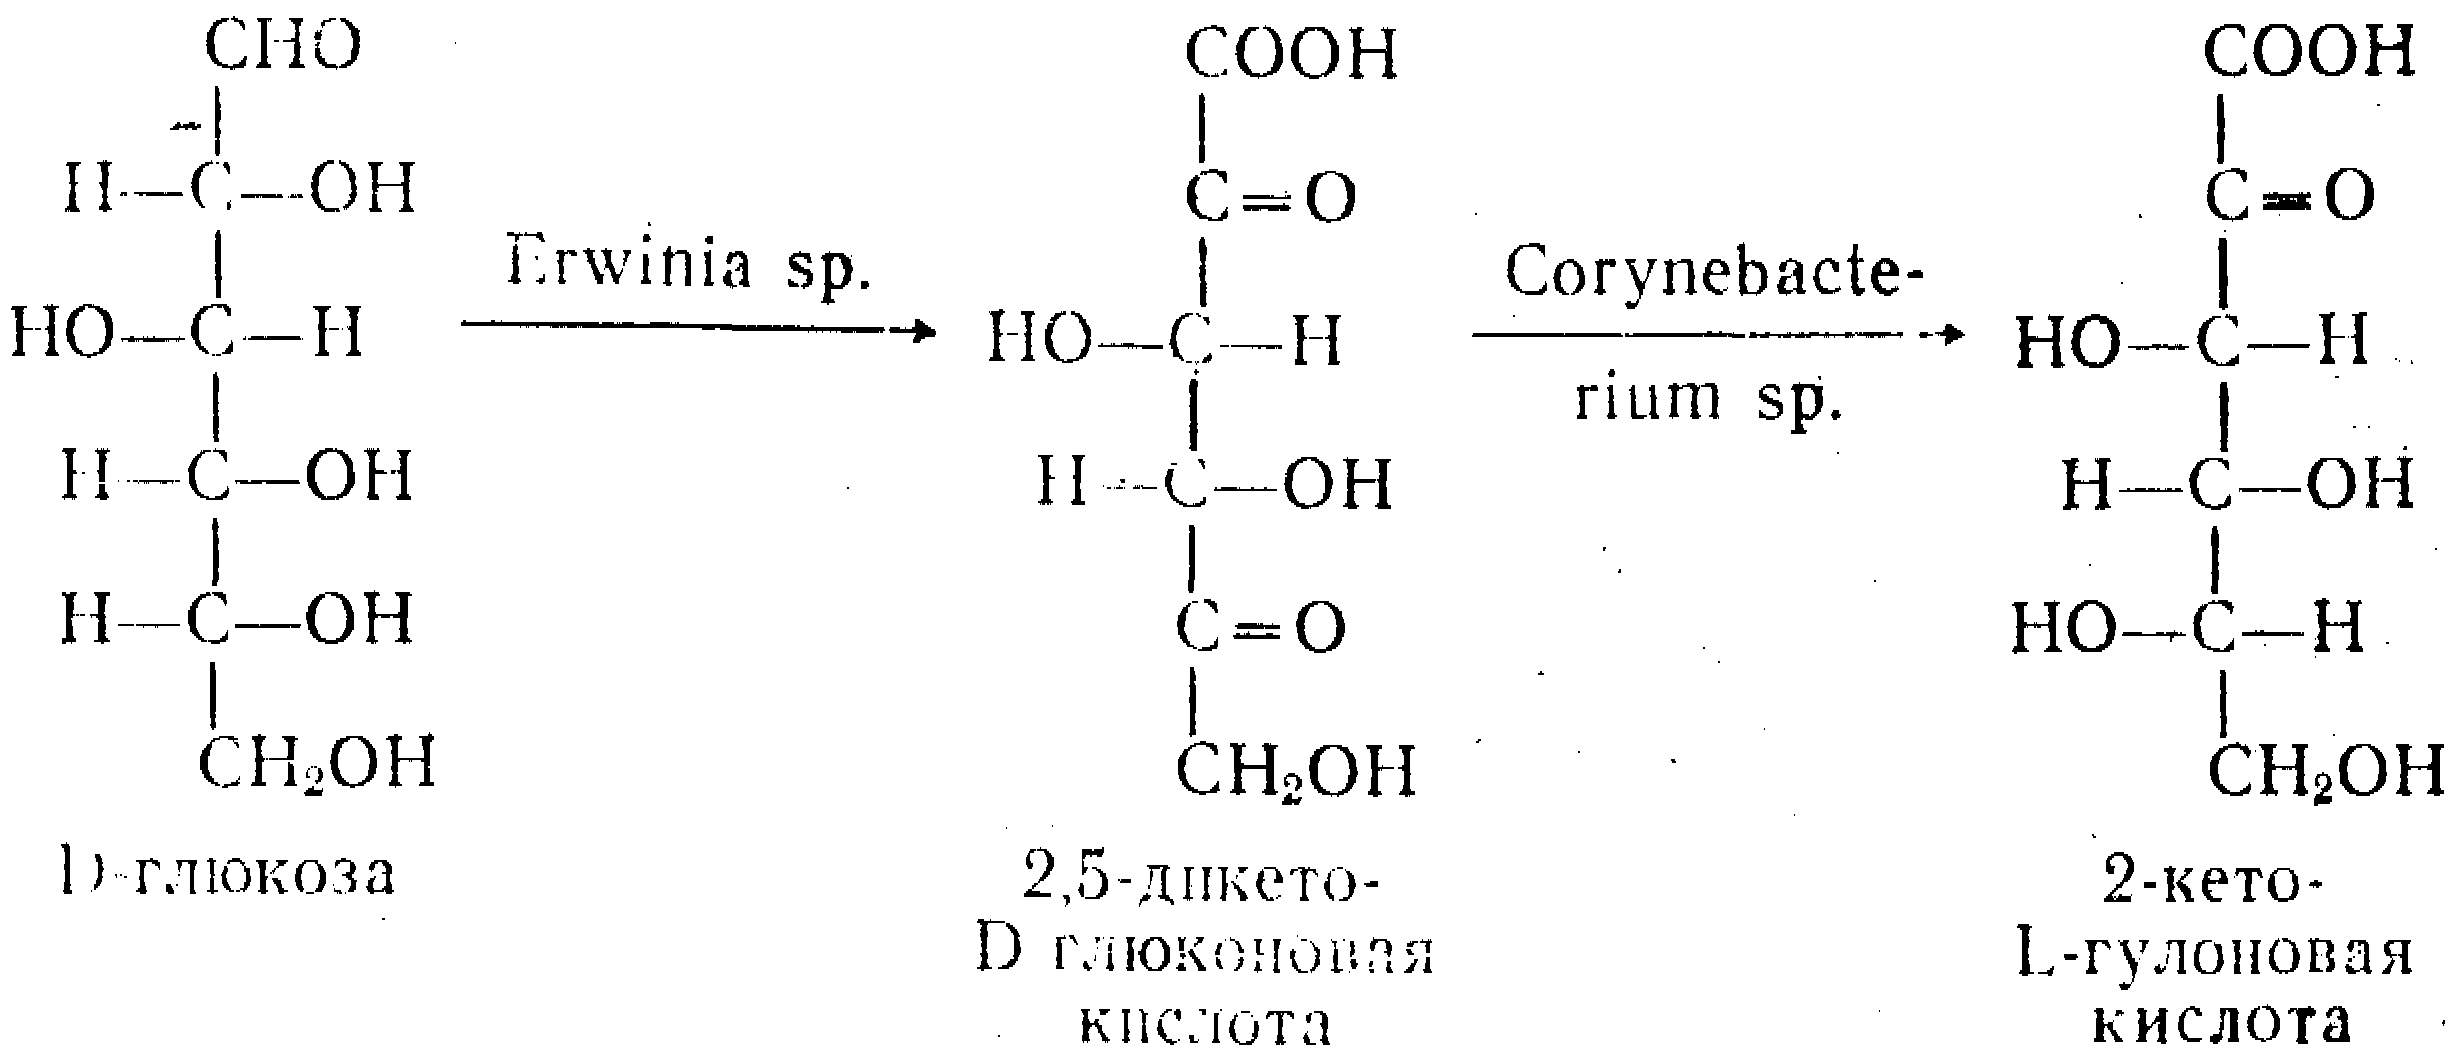 CHO
H—C—OH
HO—C—H
H—C—OH
H—C—OH
CH₂OH
D-глюкоза
Erwinia sp.
COOH
C=O
HO—C—H
H—C—OH
C=O
CH₂OH
2,5-дикето-
D глюконовая
кислота
Corynebacte-
rium sp.
COOH
C=O
HO—C—H
H—C—OH
HO—C—H
CH₂OH
2-кето-
L-гулоновая
кислота